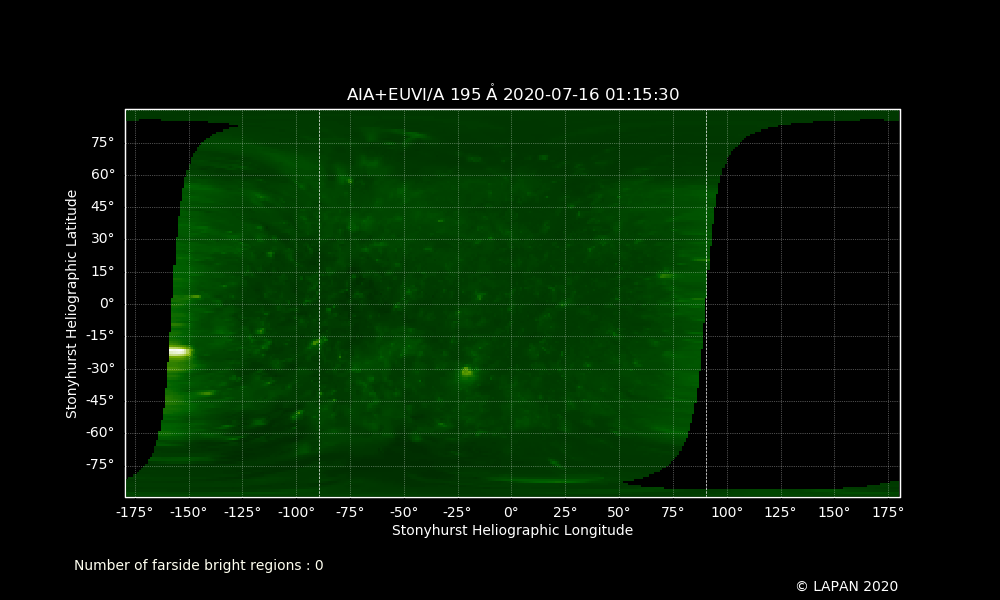 AIA+EUVI/A 195 Å 2020-07-16 01:15:30
Stonyhurst Heliographic Latitude
75°
60°
45°
30°
15°
0°
-15°
-30°
-45°
-60°
-75°
-175° -150° -125° -100° -75° -50° -25° 0° 25° 50° 75° 100° 125° 150° 175°
Stonyhurst Heliographic Longitude
Number of farside bright regions : 0
© LAPAN 2020